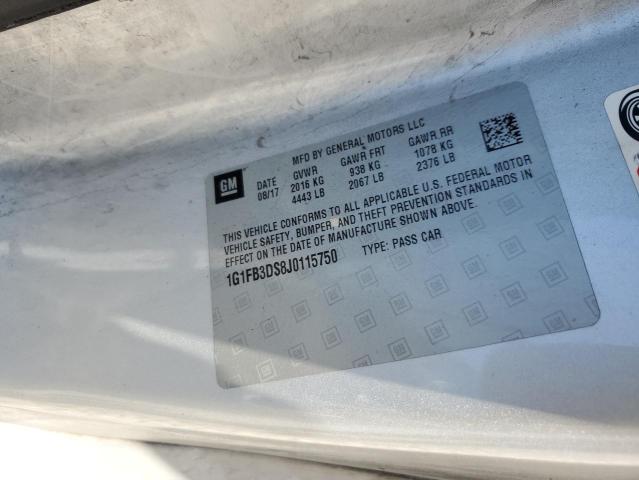 MFD BY GENERAL MOTORS LLC
GM
DATE GVWR GAWR FRT GAWR RR
08/17 2016 KG 938 KG 1078 KG
4443 LB 2067 LB 2376 LB
THIS VEHICLE CONFORMS TO ALL APPLICABLE U.S. FEDERAL MOTOR
VEHICLE SAFETY, BUMPER, AND THEFT PREVENTION STANDARDS IN
EFFECT ON THE DATE OF MANUFACTURE SHOWN ABOVE.
1G1FB3DS8J0115750 TYPE: PASS CAR